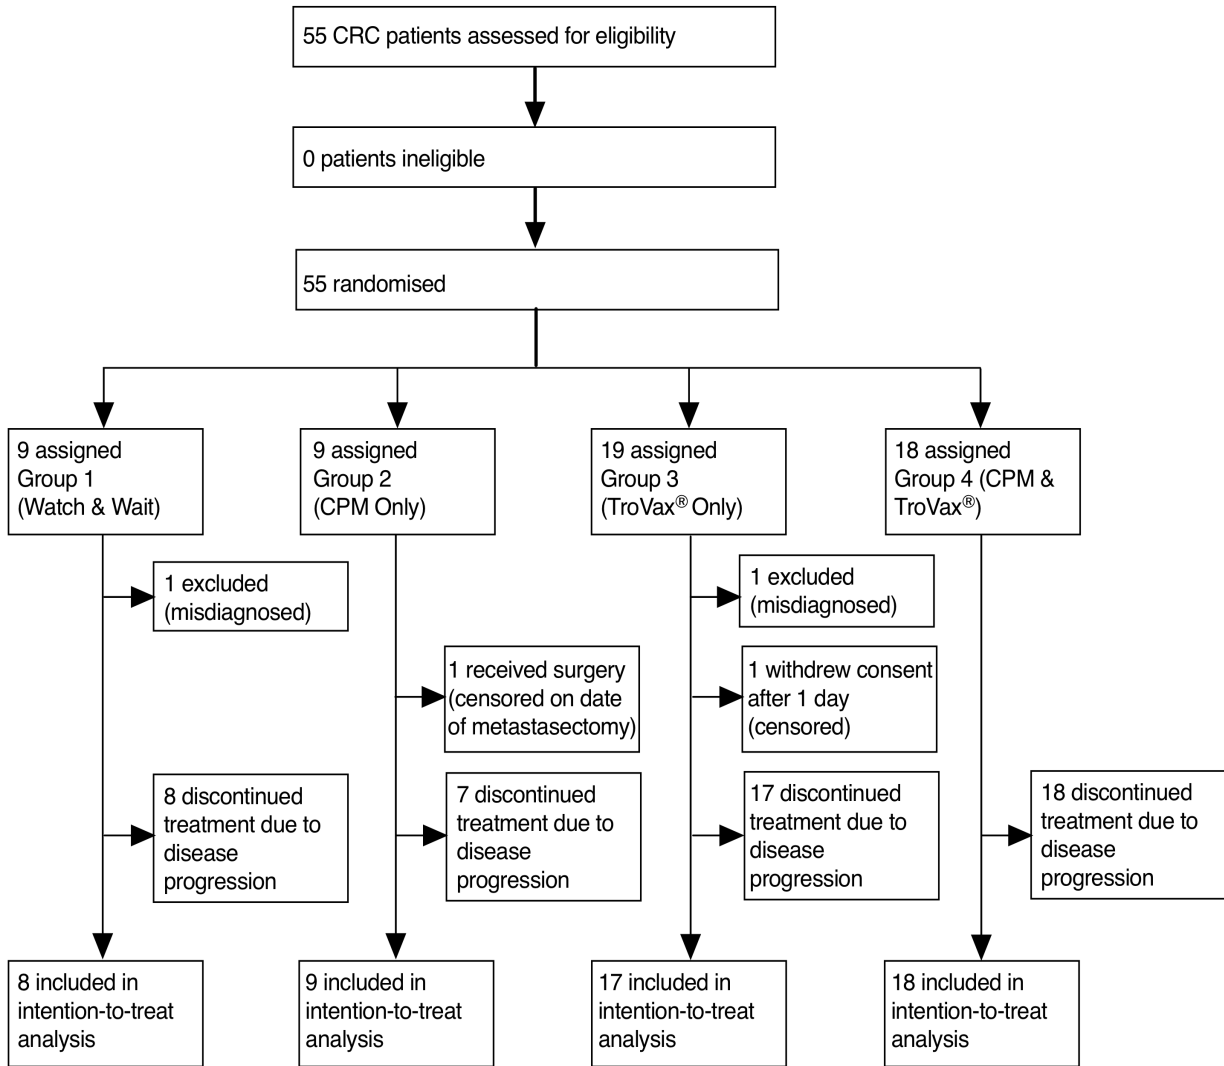 55 CRC patients assessed for eligibility
0 patients ineligible
55 randomised
9 assigned
Group 1
(Watch & Wait)
9 assigned
Group 2
(CPM Only)
19 assigned
Group 3
(TroVax® Only)
18 assigned
Group 4 (CPM &
TroVax®)
1 excluded
(misdiagnosed)
1 excluded
(misdiagnosed)
1 received surgery
(censored on date
of metastasectomy)
1 withdrew consent
after 1 day
(censored)
8 discontinued
treatment due to
disease
progression
7 discontinued
treatment due to
disease
progression
17 discontinued
treatment due to
disease
progression
18 discontinued
treatment due to
disease
progression
8 included in
intention-to-treat
analysis
9 included in
intention-to-treat
analysis
17 included in
intention-to-treat
analysis
18 included in
intention-to-treat
analysis